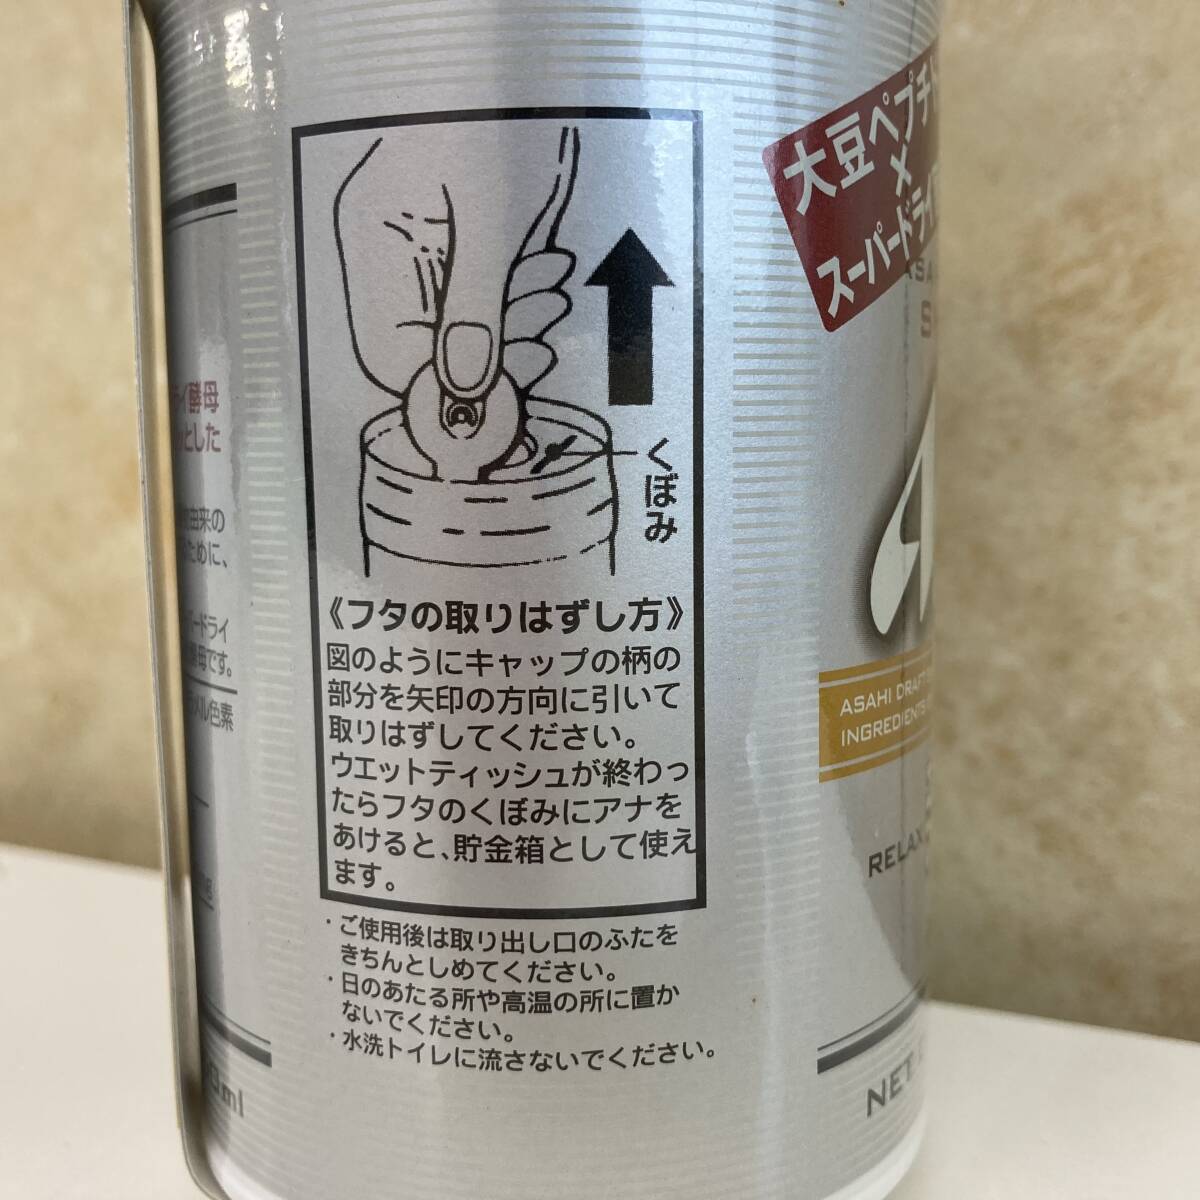 くぼみ
《フタの取りはずし方》
図のようにキャップの柄の
部分を矢印の方向に引いて
取りはずしてください。
ウエットティッシュが終わっ
たらフタのくぼみにアナを
あけると、貯金箱として使え
ます。
・ご使用後は取り出し口のふたを
きちんとしめてください。
・日のあたる所や高温の所に置か
ないでください。
・水洗トイレに流さないでください。
大豆ペプチ
×
スーパードライ
ASAHI DRAFT
INGREDIENTS
RELAX
NET
酵母
とした
由来の
ために、
ドライ
母です。
メル色素
ml